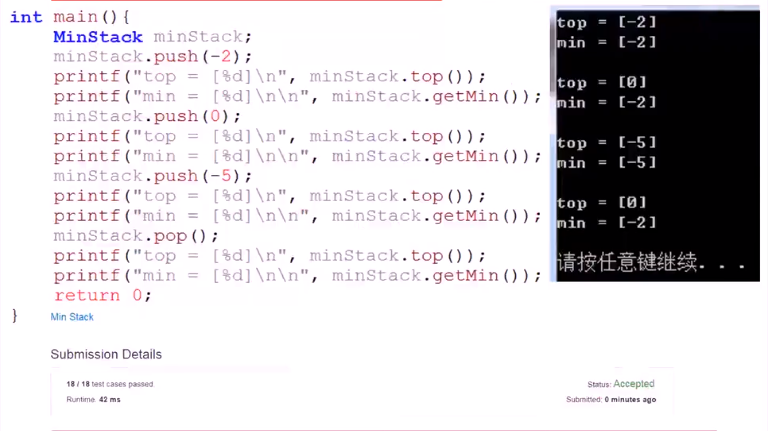 int main(){
MinStack minStack;
minStack.push(-2);
printf("top = [%d]\n", minStack.top());
printf("min = [%d]\n\n", minStack.getMin());
minStack.push(0);
printf("top = [%d]\n", minStack.top());
printf("min = [%d]\n\n", minStack.getMin());
minStack.push(-5);
printf("top = [%d]\n", minStack.top());
printf("min = [%d]\n\n", minStack.getMin());
minStack.pop();
printf("top = [%d]\n", minStack.top());
printf("min = [%d]\n\n", minStack.getMin());
return 0;
}
top = [-2]
min = [-2]
top = [0]
min = [-2]
top = [-5]
min = [-5]
top = [0]
min = [-2]
请按任意键继续. . .
Min Stack
Submission Details
18 / 18 test cases passed.
Status: Accepted
Runtime: 42 ms
Submitted: 0 minutes ago